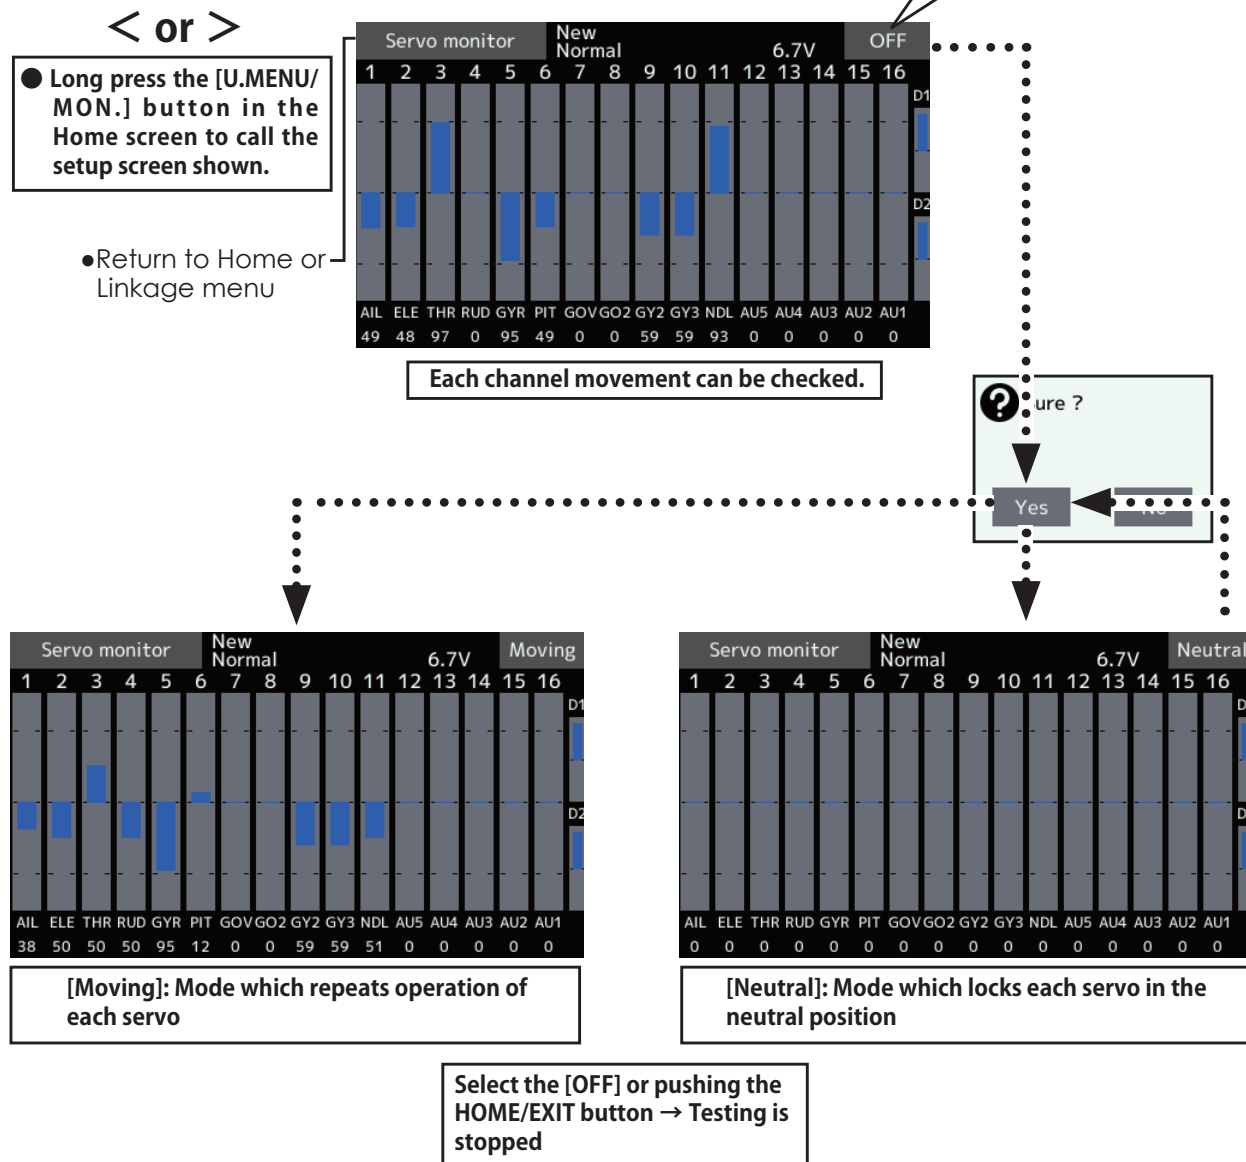 < or >
● Long press the [U.MENU/
MON.] button in the
Home screen to call the
setup screen shown.
●Return to Home or
Linkage menu
Servo monitor New Normal 6.7V OFF
1 2 3 4 5 6 7 8 9 10 11 12 13 14 15 16
D1
D2
AIL ELE THR RUD GYR PIT GOV GO2 GY2 GY3 NDL AU5 AU4 AU3 AU2 AU1
49 48 97 0 95 49 0 0 59 59 93 0 0 0 0 0
Each channel movement can be checked.
ure ?
Yes
Servo monitor New Normal 6.7V Moving
1 2 3 4 5 6 7 8 9 10 11 12 13 14 15 16
D1
D2
AIL ELE THR RUD GYR PIT GOV GO2 GY2 GY3 NDL AU5 AU4 AU3 AU2 AU1
38 50 50 50 95 12 0 0 59 59 51 0 0 0 0 0
[Moving]: Mode which repeats operation of
each servo
Servo monitor New Normal 6.7V Neutral
1 2 3 4 5 6 7 8 9 10 11 12 13 14 15 16
D
D
AIL ELE THR RUD GYR PIT GOV GO2 GY2 GY3 NDL AU5 AU4 AU3 AU2 AU1
0 0 0 0 0 0 0 0 0 0 0 0 0 0 0 0
[Neutral]: Mode which locks each servo in the
neutral position
Select the [OFF] or pushing the
HOME/EXIT button → Testing is
stopped